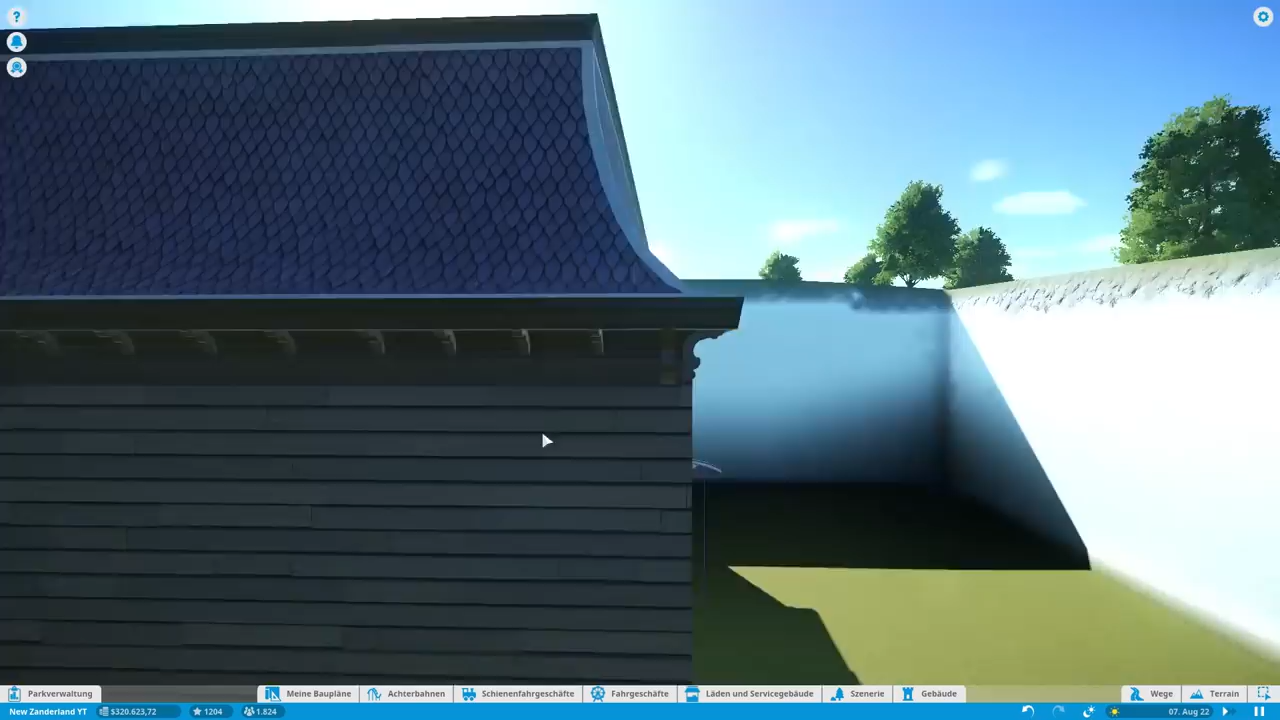 ?
Parkverwaltung
Meine Baupläne
Achterbahnen
Schienenfahrgeschäfte
Fahrgeschäfte
Läden und Servicegebäude
Szenerie
Gebäude
Wege
Terrain
New Zanderland YT
$320.623,72
1204
1.824
07. Aug 22